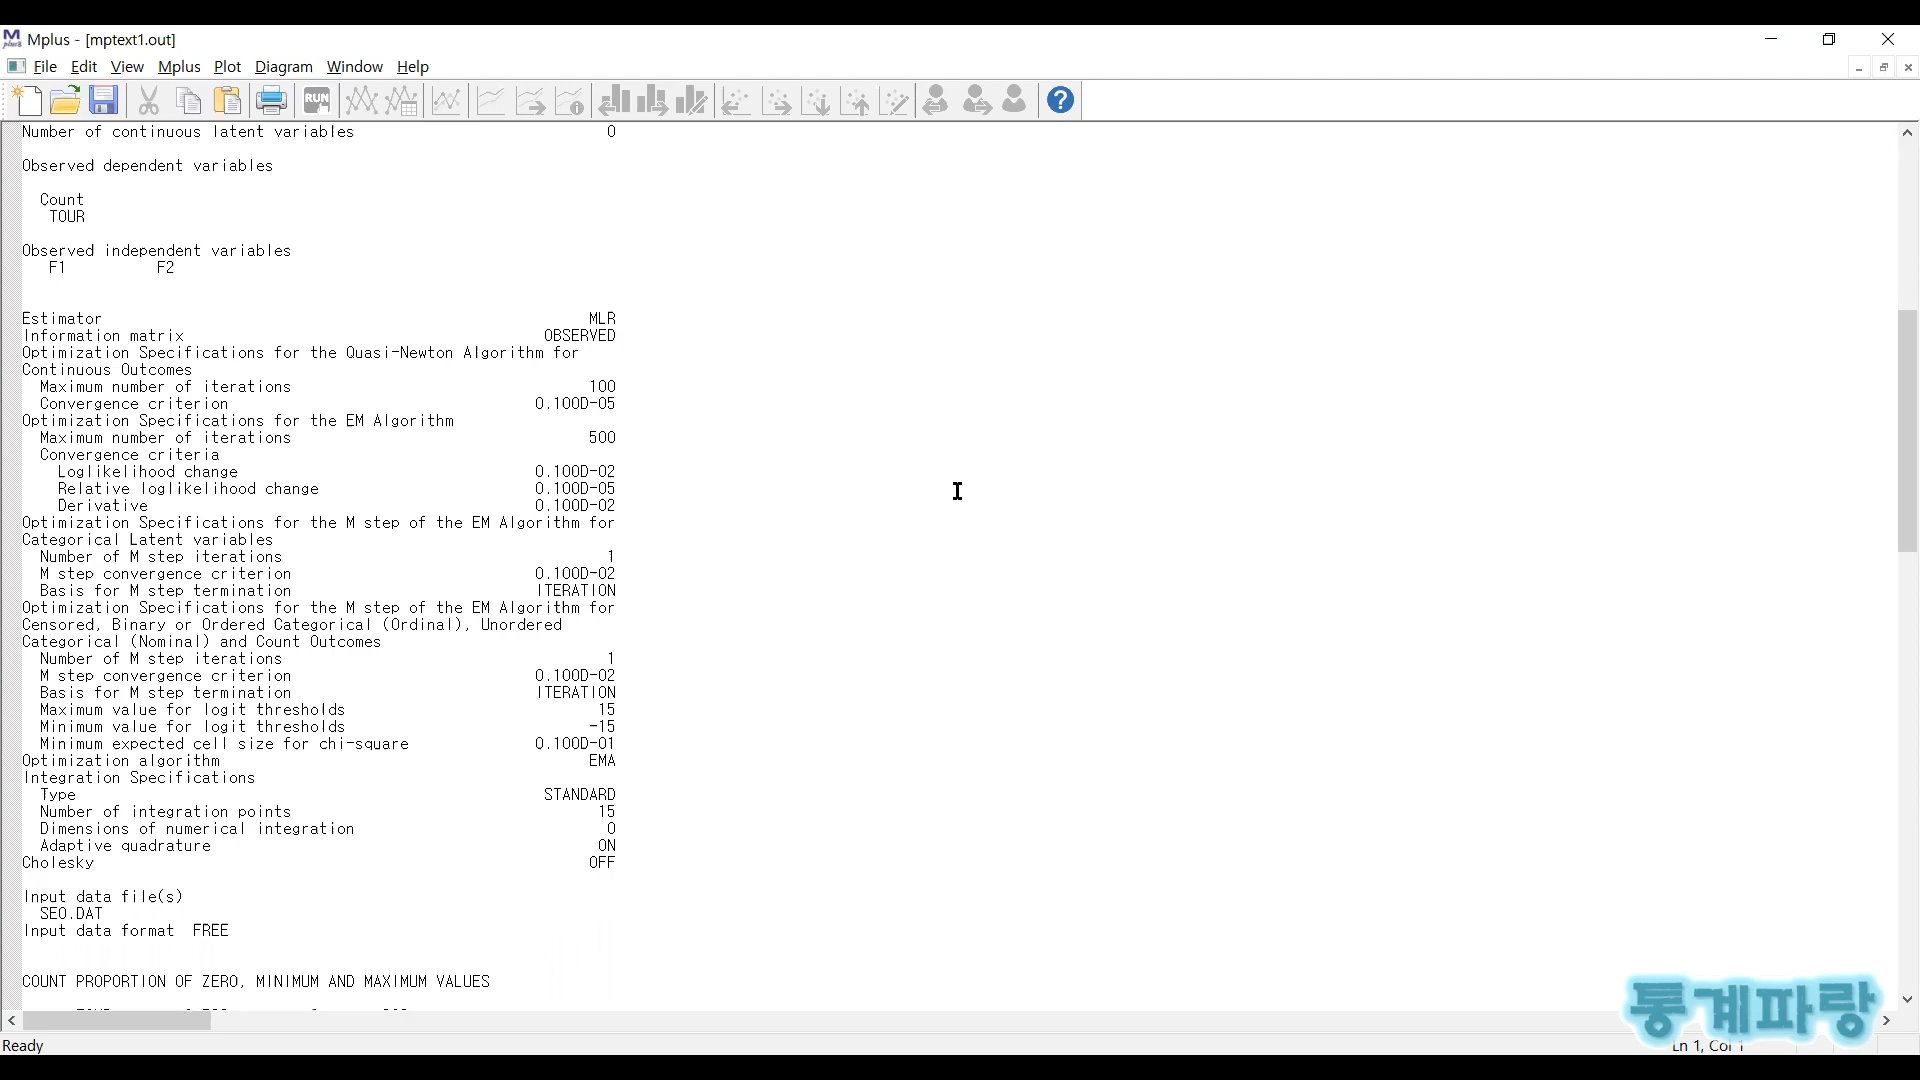 Mplus - [mptext1.out]
File Edit View Mplus Plot Diagram Window Help
RUN
Number of continuous latent variables 0
Observed dependent variables
Count
TOUR
Observed independent variables
F1 F2
Estimator MLR
Information matrix OBSERVED
Optimization Specifications for the Quasi-Newton Algorithm for
Continuous Outcomes
Maximum number of iterations 100
Convergence criterion 0.100D-05
Optimization Specifications for the EM Algorithm
Maximum number of iterations 500
Convergence criteria
Loglikelihood change 0.100D-02
Relative loglikelihood change 0.100D-05
Derivative 0.100D-02
Optimization Specifications for the M step of the EM Algorithm for
Categorical Latent variables
Number of M step iterations 1
M step convergence criterion 0.100D-02
Basis for M step termination ITERATION
Optimization Specifications for the M step of the EM Algorithm for
Censored, Binary or Ordered Categorical (Ordinal), Unordered
Categorical (Nominal) and Count Outcomes
Number of M step iterations 1
M step convergence criterion 0.100D-02
Basis for M step termination ITERATION
Maximum value for logit thresholds 15
Minimum value for logit thresholds -15
Minimum expected cell size for chi-square 0.100D-01
Optimization algorithm EMA
Integration Specifications
Type STANDARD
Number of integration points 15
Dimensions of numerical integration 0
Adaptive quadrature ON
Cholesky OFF
Input data file(s)
SEO.DAT
Input data format FREE
COUNT PROPORTION OF ZERO, MINIMUM AND MAXIMUM VALUES
통계파랑
Ready Ln 1, Col 1